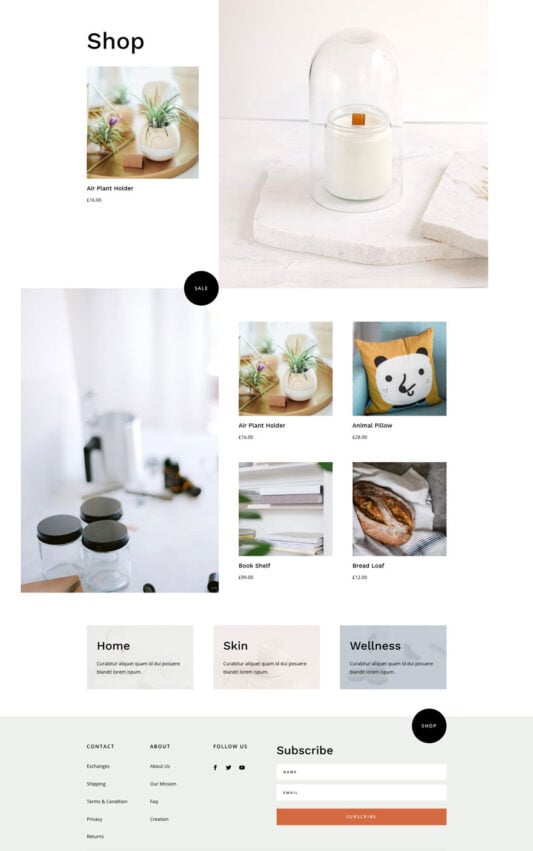 Shop
Air Plant Holder
£16.00
SALE
Air Plant Holder
£16.00
Animal Pillow
£28.00
Book Shelf
£99.00
Bread Loaf
£12.00
Home
Curabitur aliquet quam id dui posuere
blandit lorem ispum.
Skin
Curabitur aliquet quam id dui posuere
blandit lorem ispum.
Wellness
Curabitur aliquet quam id dui posuere
blandit lorem ispum.
SHOP
CONTACT
Exchanges
Shipping
Terms & Condition
Privacy
Returns
ABOUT
About Us
Our Mission
Faq
Creation
FOLLOW US
Subscribe
NAME
EMAIL
SUBSCRIBE